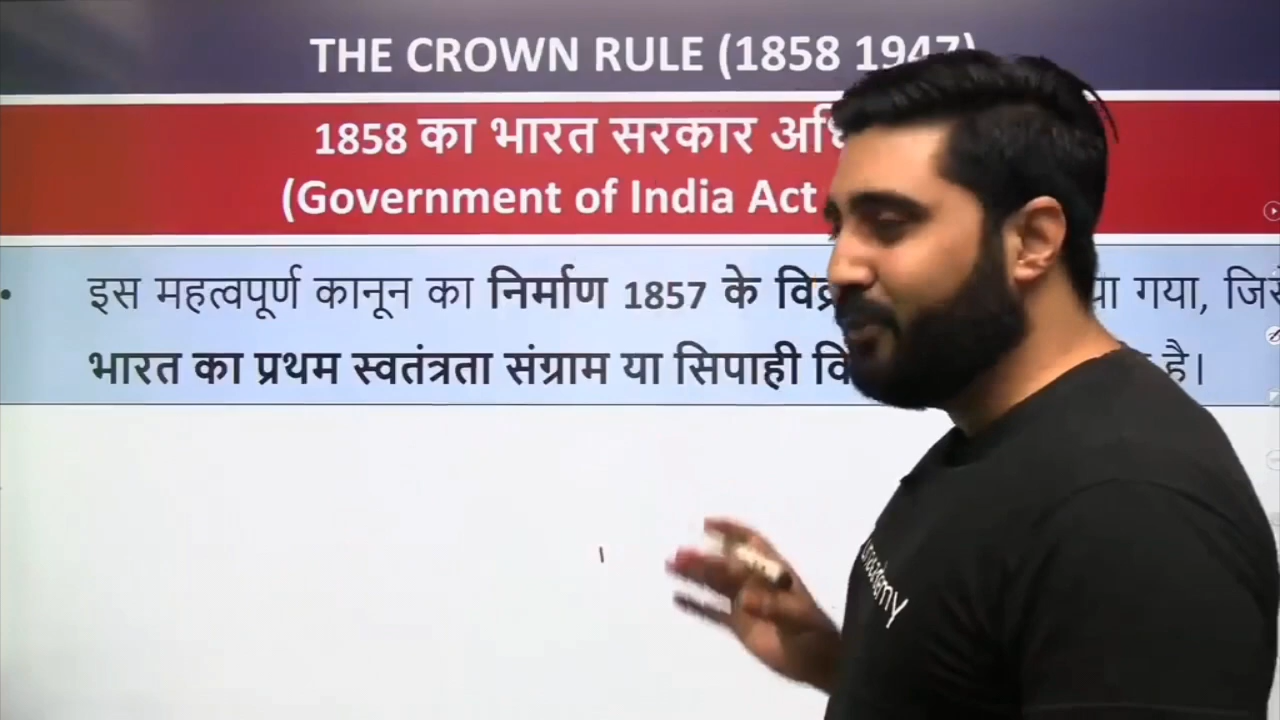 THE CROWN RULE (1858 1947)
1858 का भारत सरकार
(Government of India Act
• इस महत्वपूर्ण कानून का निर्माण 1857 के गया,
भारत का प्रथम स्वतंत्रता संग्राम या सिपाही है।
unacademy